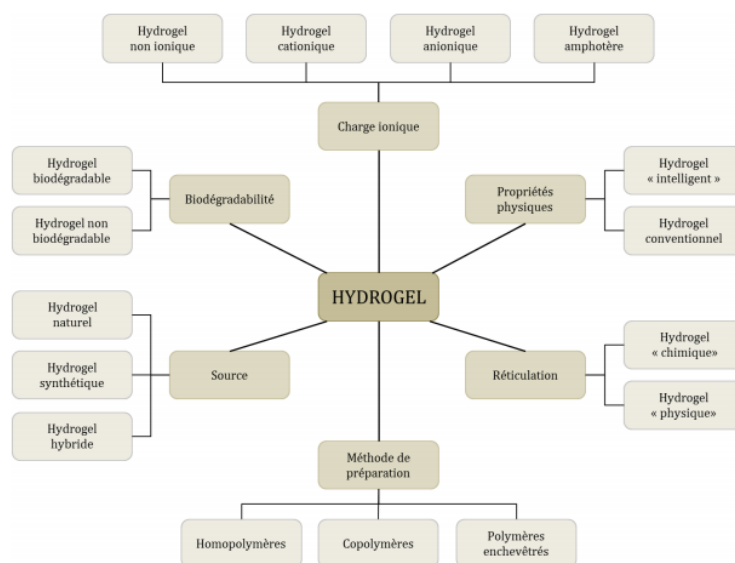 Hydrogel
non ionique
Hydrogel
cationique
Hydrogel
anionique
Hydrogel
amphotère
Charge ionique
Hydrogel
biodégradable
Hydrogel non
biodégradable
Biodégradabilité
Propriétés
physiques
Hydrogel
« intelligent »
Hydrogel
conventionnel
HYDROGEL
Hydrogel
naturel
Hydrogel
synthétique
Hydrogel
hybride
Source
Réticulation
Hydrogel
« chimique»
Hydrogel
« physique»
Méthode de
préparation
Homopolymères
Copolymères
Polymères
enchevêtrés